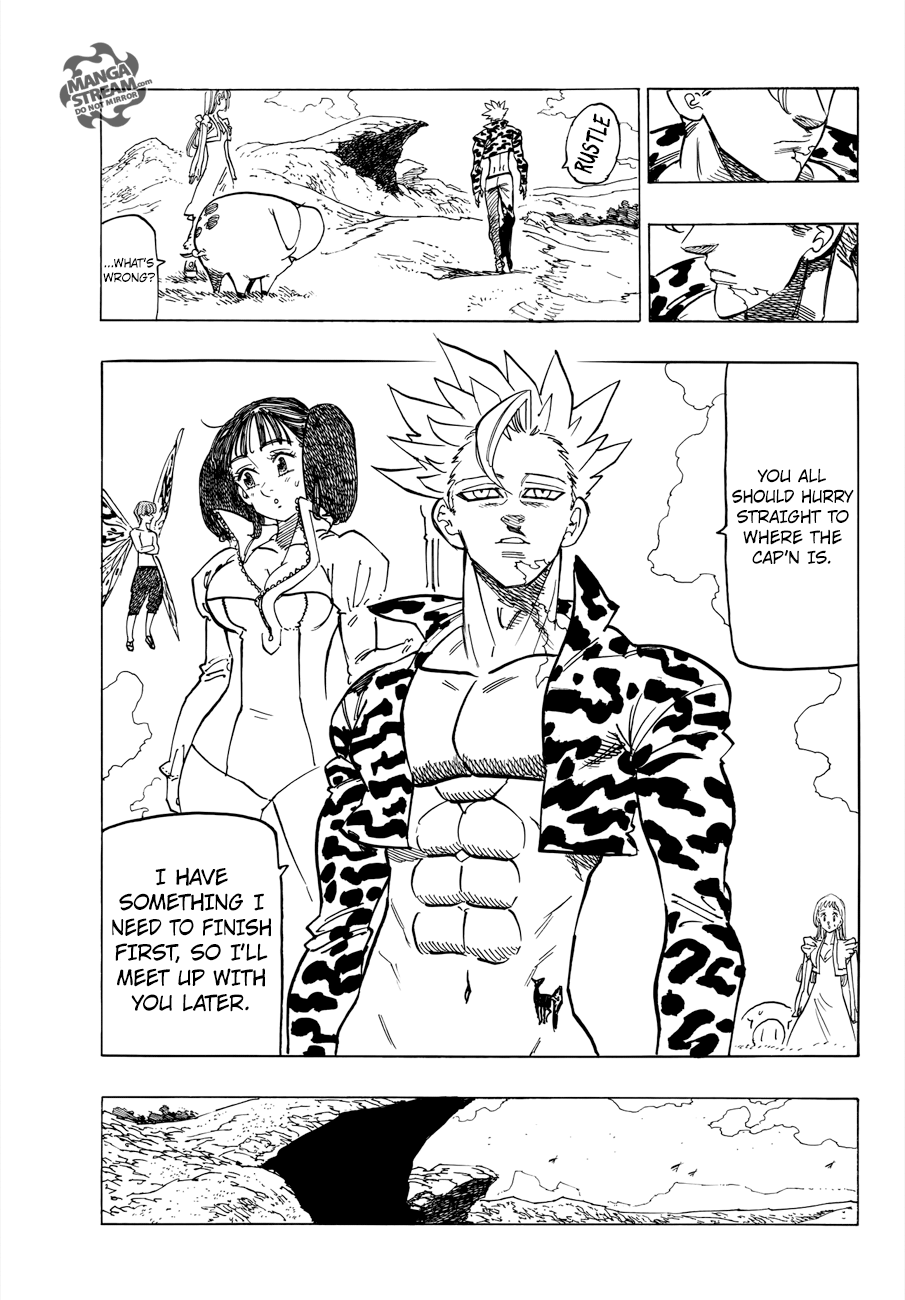 MANGA
STREAM.com
DO NOT MIRROR
RUSTLE
...WHAT'S
WRONG?
YOU ALL
SHOULD HURRY
STRAIGHT TO
WHERE THE
CAP'N IS.
I HAVE
SOMETHING I
NEED TO FINISH
FIRST, SO I'LL
MEET UP WITH
YOU LATER.